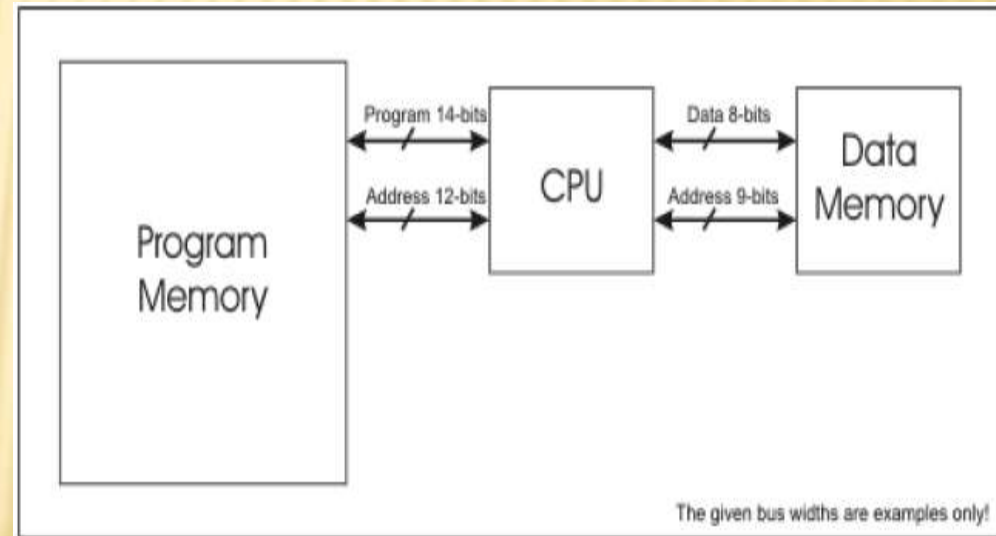 Program
Memory
Program 14-bits
Address 12-bits
CPU
Data 8-bits
Address 9-bits
Data
Memory
The given bus widths are examples only!